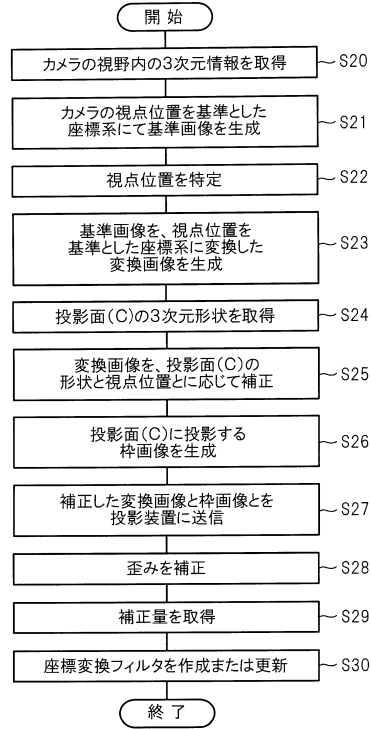 開始
カメラの視野内の3次元情報を取得
S20
カメラの視点位置を基準とした
座標系にて基準画像を生成
S21
視点位置を特定
S22
基準画像を、視点位置を
基準とした座標系に変換した
変換画像を生成
S23
投影面(C)の3次元形状を取得
S24
変換画像を、投影面(C)の
形状と視点位置とに応じて補正
S25
投影面(C)に投影する
枠画像を生成
S26
補正した変換画像と枠画像とを
投影装置に送信
S27
歪みを補正
S28
補正量を取得
S29
座標変換フィルタを作成または更新
S30
終了